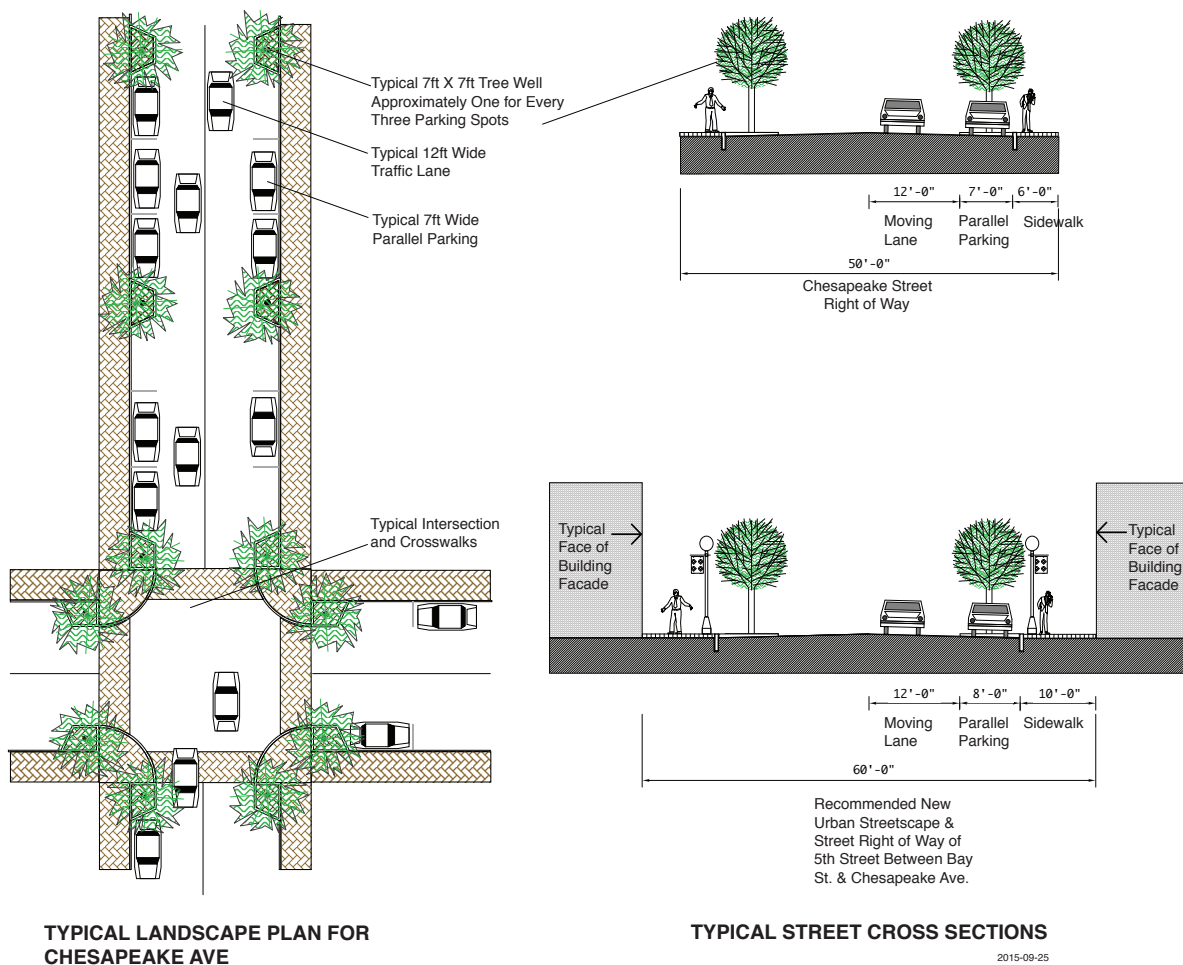 Typical 7ft X 7ft Tree Well
Approximately One for Every
Three Parking Spots
Typical 12ft Wide
Traffic Lane
Typical 7ft Wide
Parallel Parking
Typical Intersection
and Crosswalks
12'-0"
7'-0"
6'-0"
Moving
Lane
Parallel
Parking
Sidewalk
50'-0"
Chesapeake Street
Right of Way
Typical
Face of
Building
Facade
Typical
Face of
Building
Facade
12'-0"
8'-0"
10'-0"
Moving
Lane
Parallel
Parking
Sidewalk
60'-0"
Recommended New
Urban Streetscape &
Street Right of Way of
5th Street Between Bay
St. & Chesapeake Ave.
TYPICAL LANDSCAPE PLAN FOR
CHESAPEAKE AVE
TYPICAL STREET CROSS SECTIONS
2015-09-25